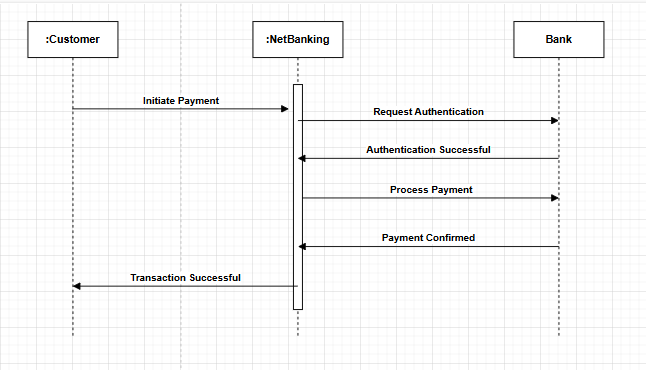 :Customer
:NetBanking
Bank
Initiate Payment
Request Authentication
Authentication Successful
Process Payment
Payment Confirmed
Transaction Successful